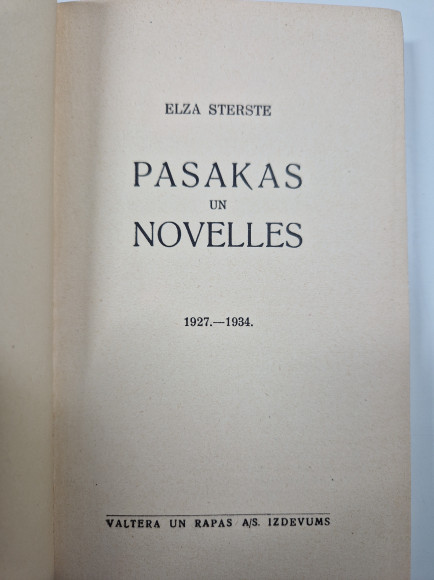 ELZA STERSTE
PASAKAS
UN
NOVELLES
1927.—1934.
VALTERA UN RAPAS A/S. IZDEVUMS